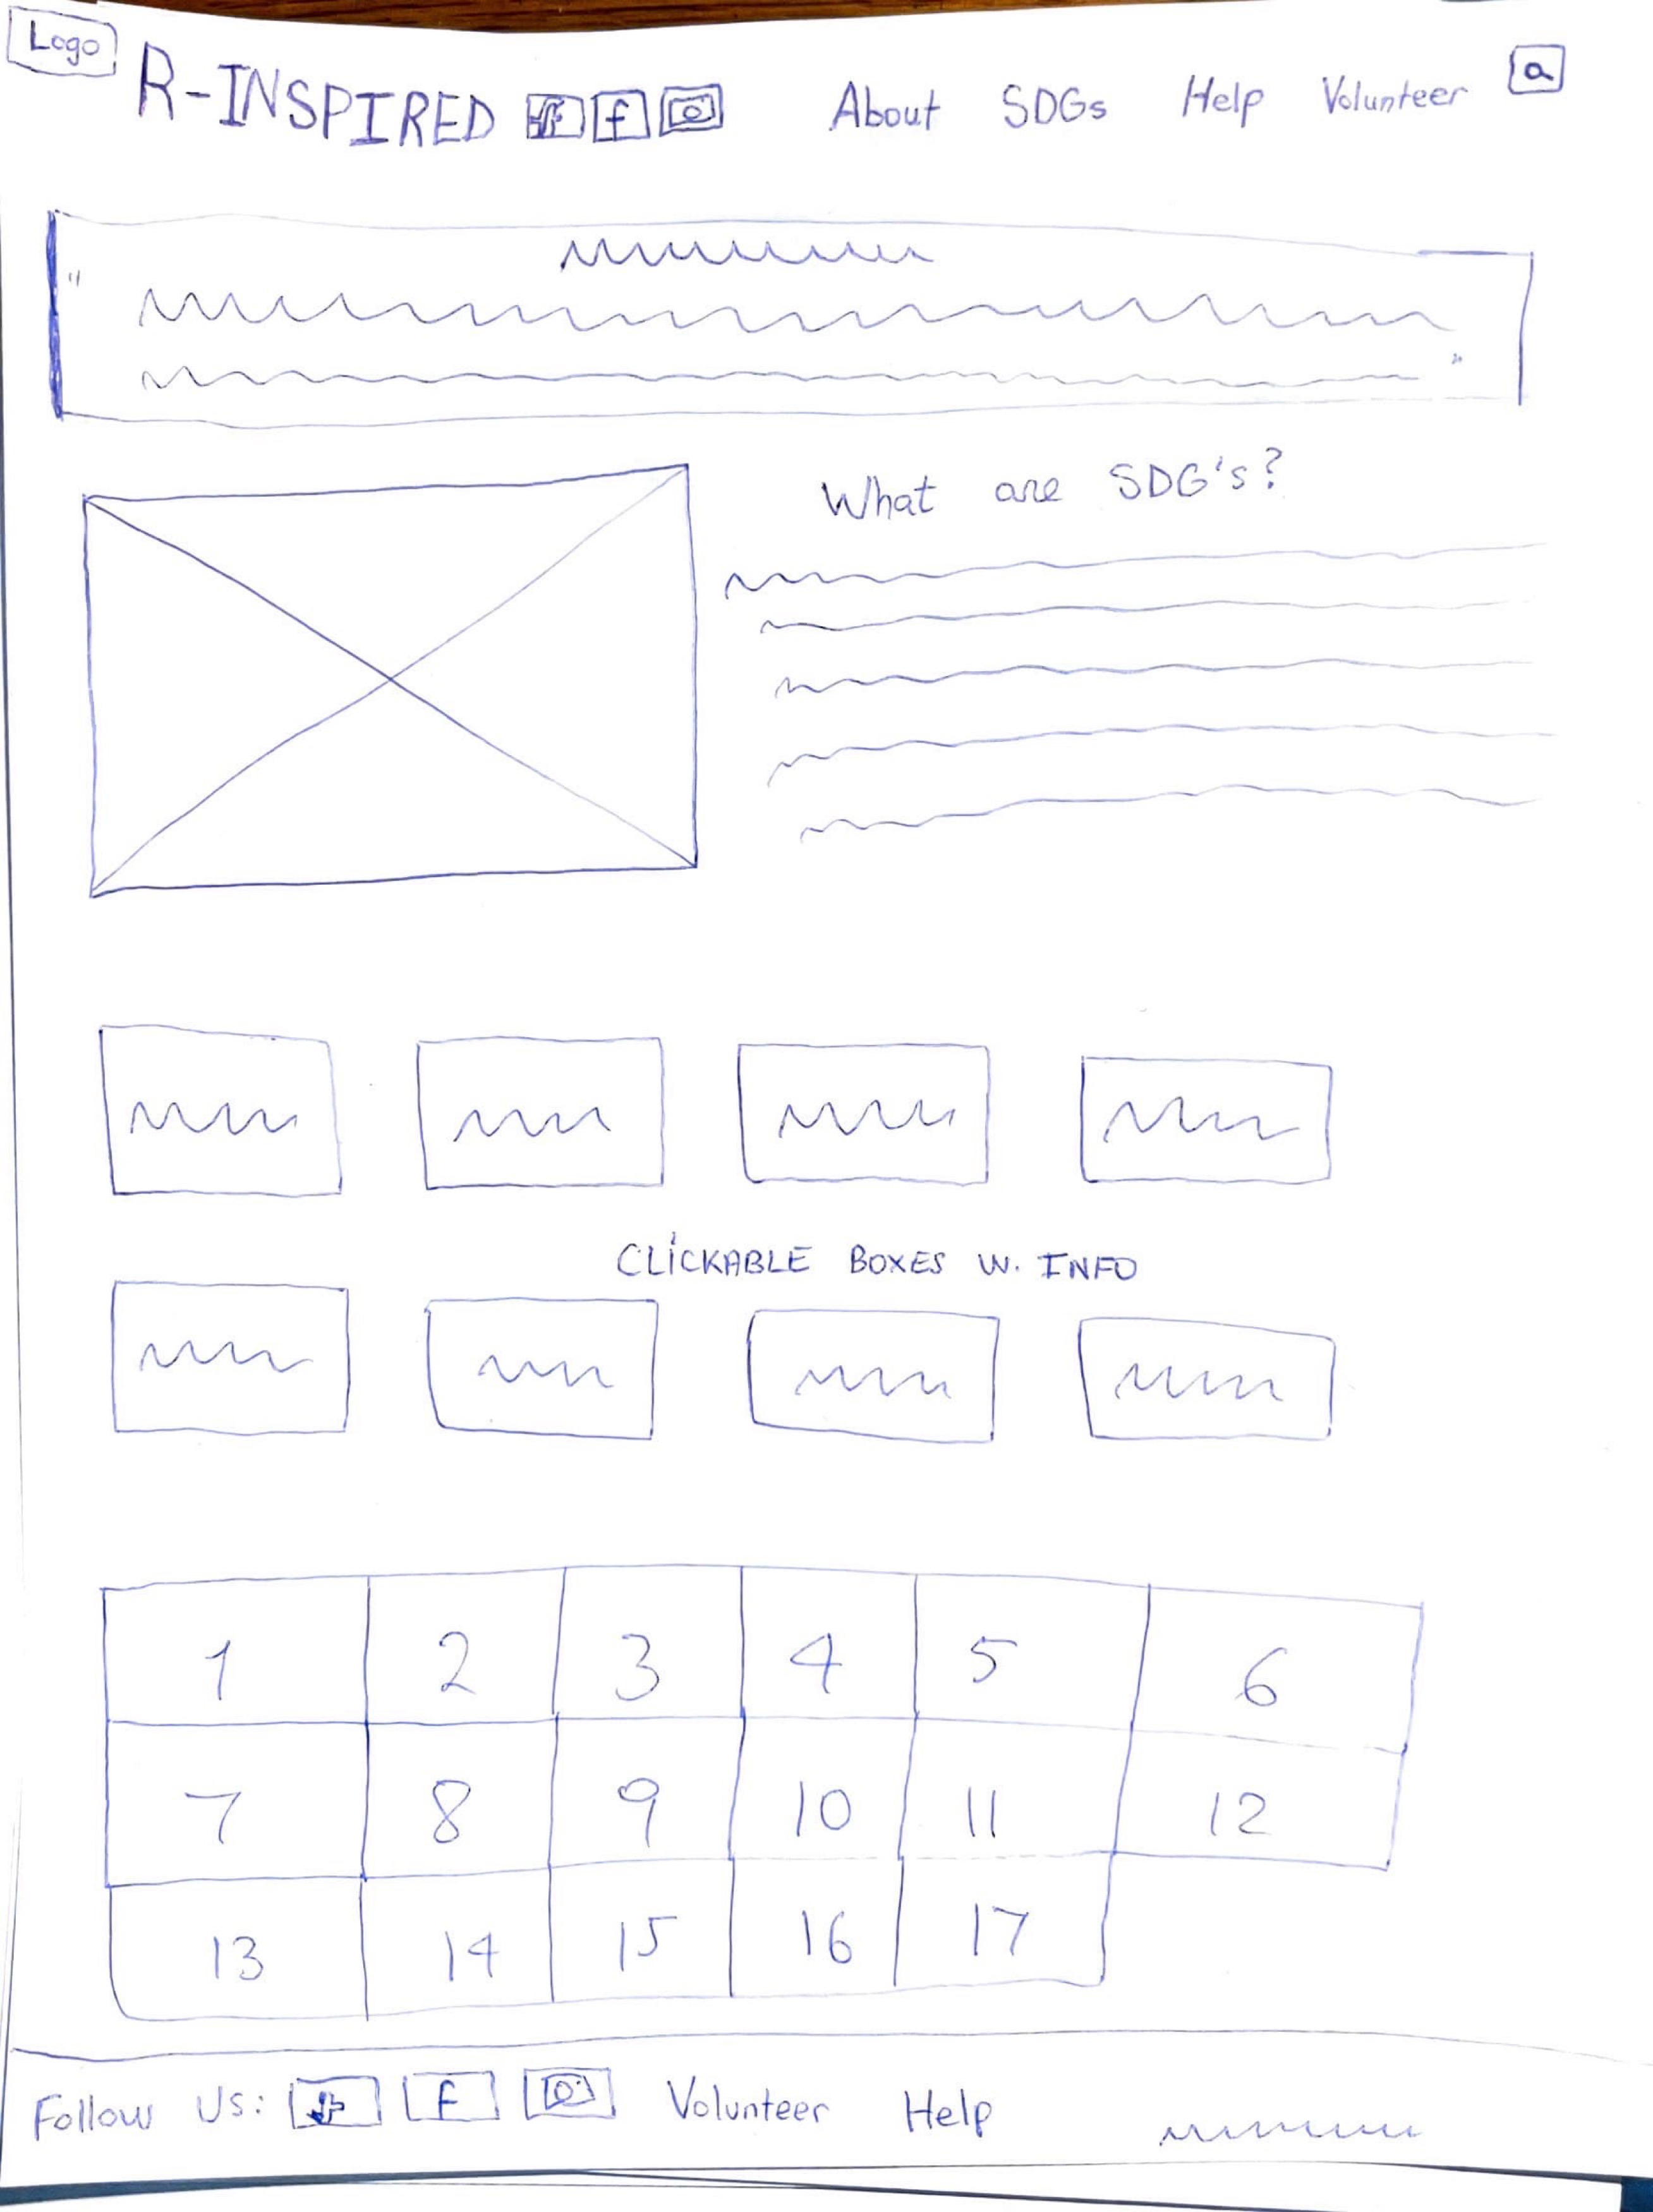 Logo
R-INSPIRED f About SDGs Help Volunteer
"
"
What are SDG's?
CLICKABLE BOXES W. INFO
1 2 3 4 5 6
7 8 9 10 11 12
13 14 15 16 17
Follow Us: f Volunteer Help